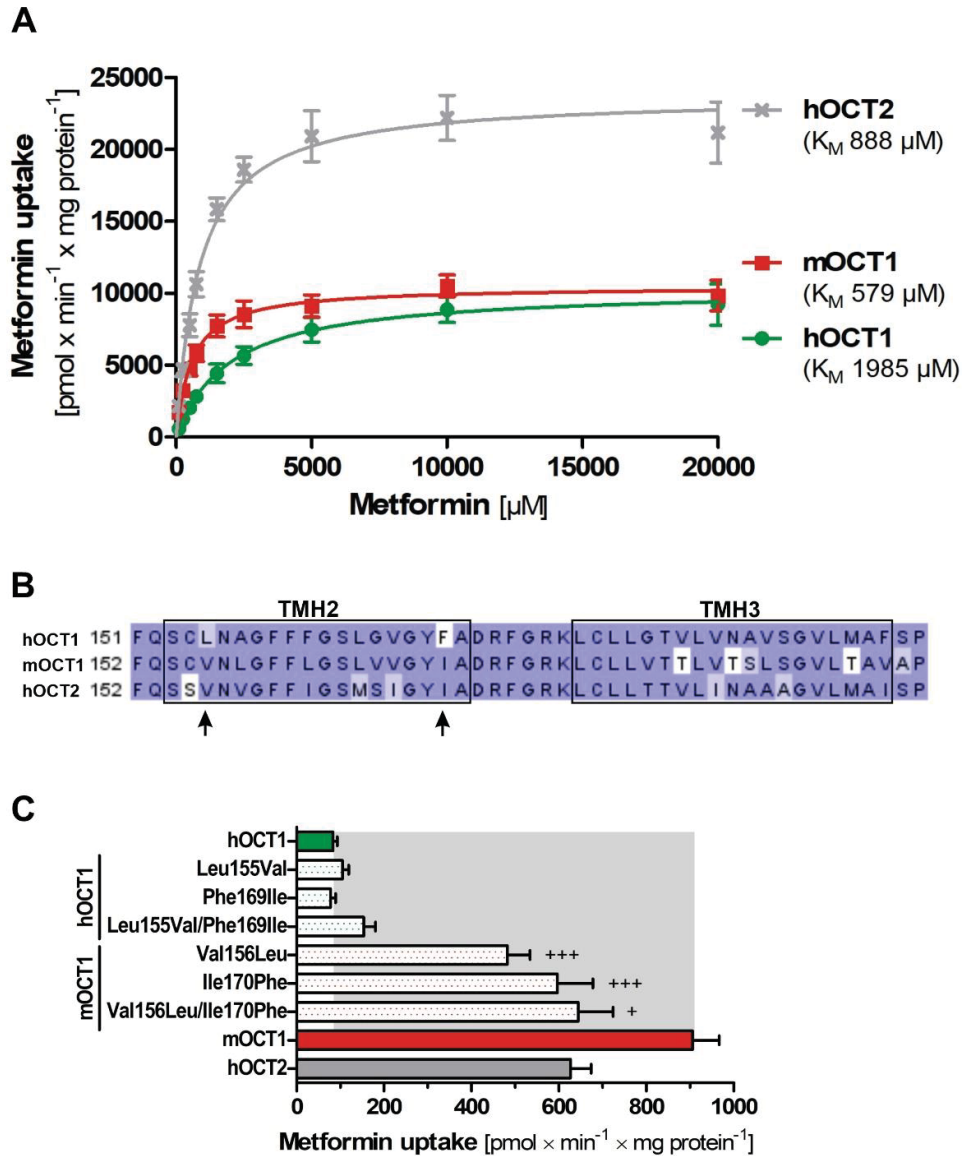 A
Metformin uptake
[pmol x min⁻¹ x mg protein⁻¹]
25000
20000
15000
10000
5000
0
0 5000 10000 15000 20000
Metformin [µM]
hOCT2
(K_M 888 µM)
mOCT1
(K_M 579 µM)
hOCT1
(K_M 1985 µM)
B
TMH2 TMH3
hOCT1 151 FQSCLNAGFFFGSLGVGYFADRFGRKLCLLGTVLVNAVSGVLMAFSP
mOCT1 152 FQSCVNLGFFLGSLVVGYIADRFGRKLCLLVTTLVTSLSGVLTAVAP
hOCT2 152 FQSSVNVGFFIGSMSIGYIADRFGRKLCLLTTVLINAAAGVLMAISP
C
hOCT1
hOCT1
Leu155Val
Phe169Ile
Leu155Val/Phe169Ile
mOCT1
Val156Leu +++
Ile170Phe +++
Val156Leu/Ile170Phe +
mOCT1
hOCT2
0 200 400 600 800 1000
Metformin uptake [pmol × min⁻¹ × mg protein⁻¹]